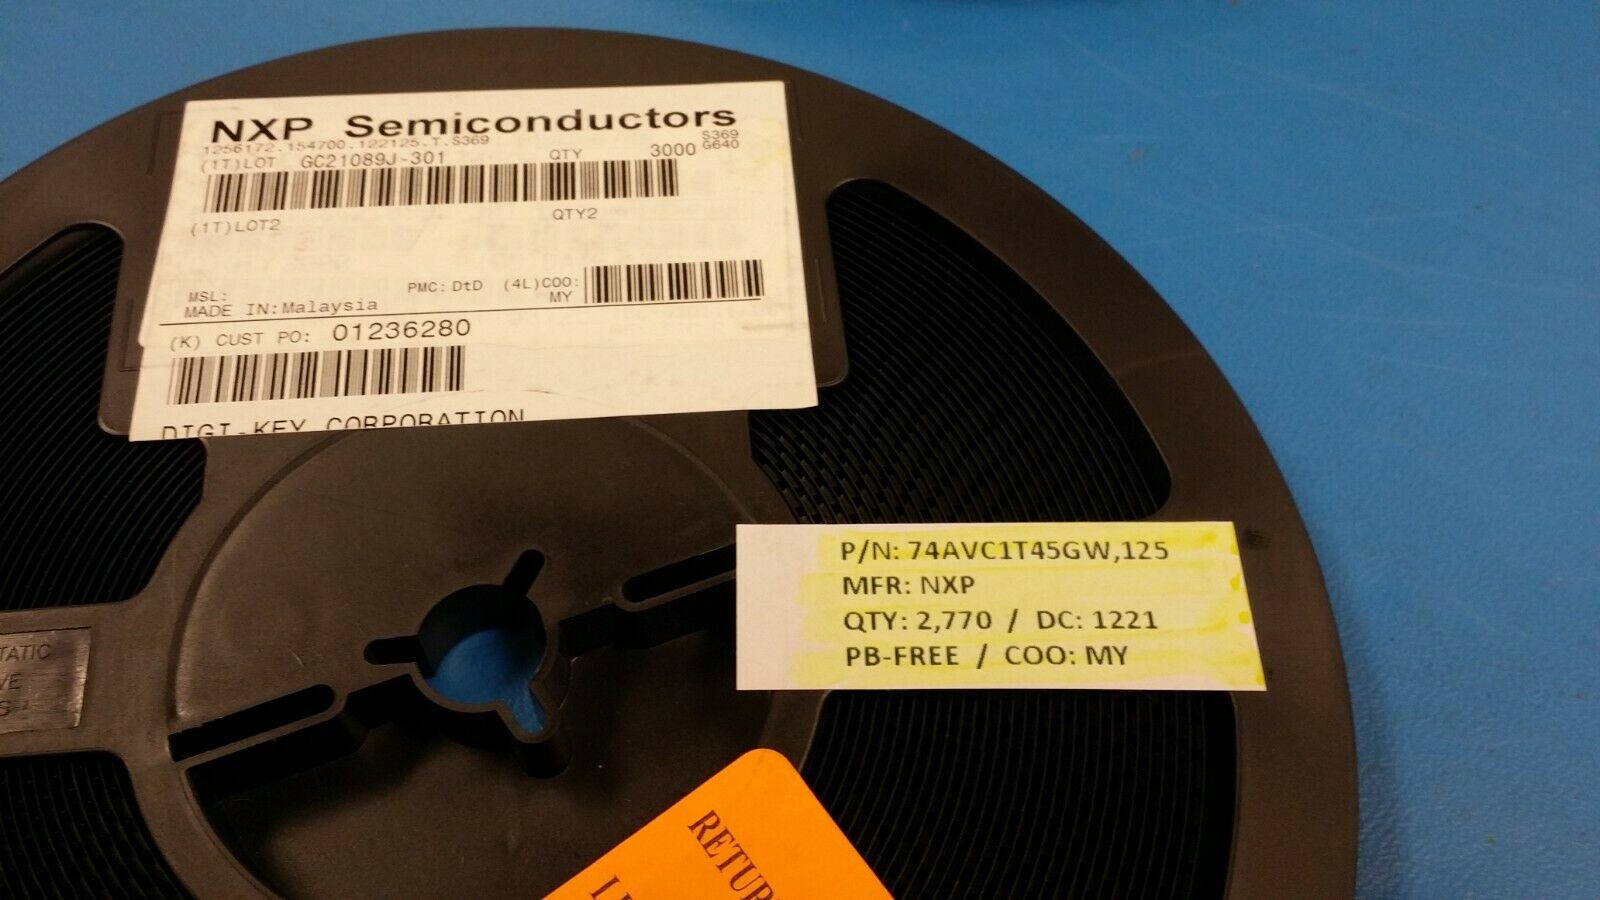 NXP Semiconductors
1256172.154700.122125.T.S369
S369
(1T)LOT GC21089J-301 QTY 3000 G640
(1T)LOT2 QTY2
MSL: PMC: DtD (4L)COO:
MADE IN: Malaysia MY
(K) CUST PO: 01236280
DIGI-KEY CORPORATION
P/N: 74AVC1T45GW,125
MFR: NXP
QTY: 2,770 / DC: 1221
PB-FREE / COO: MY
TATIC
VE
RETUR